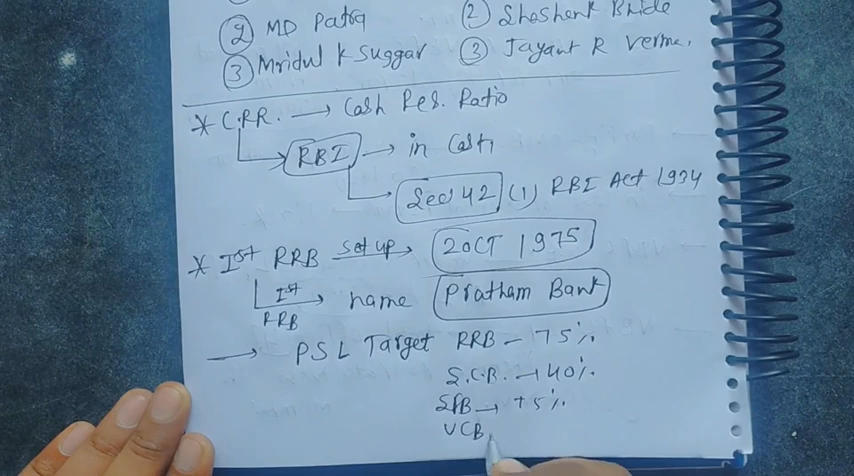 ② MD Patra ② Shoshank Bhide
③ Mridul K Suggar ③ Jayant R Verma.
* C.RR. → Cash Res. Ratio
RBI → in Cash
Sec 42 (1) RBI Act 1934
* Ist RRB set up → 2 OCT 1975
Ist RRB → name Pratham Bank
→ PSL Target RRB - 75%
S.C.B. → 40%
SFB → 75%
UCB